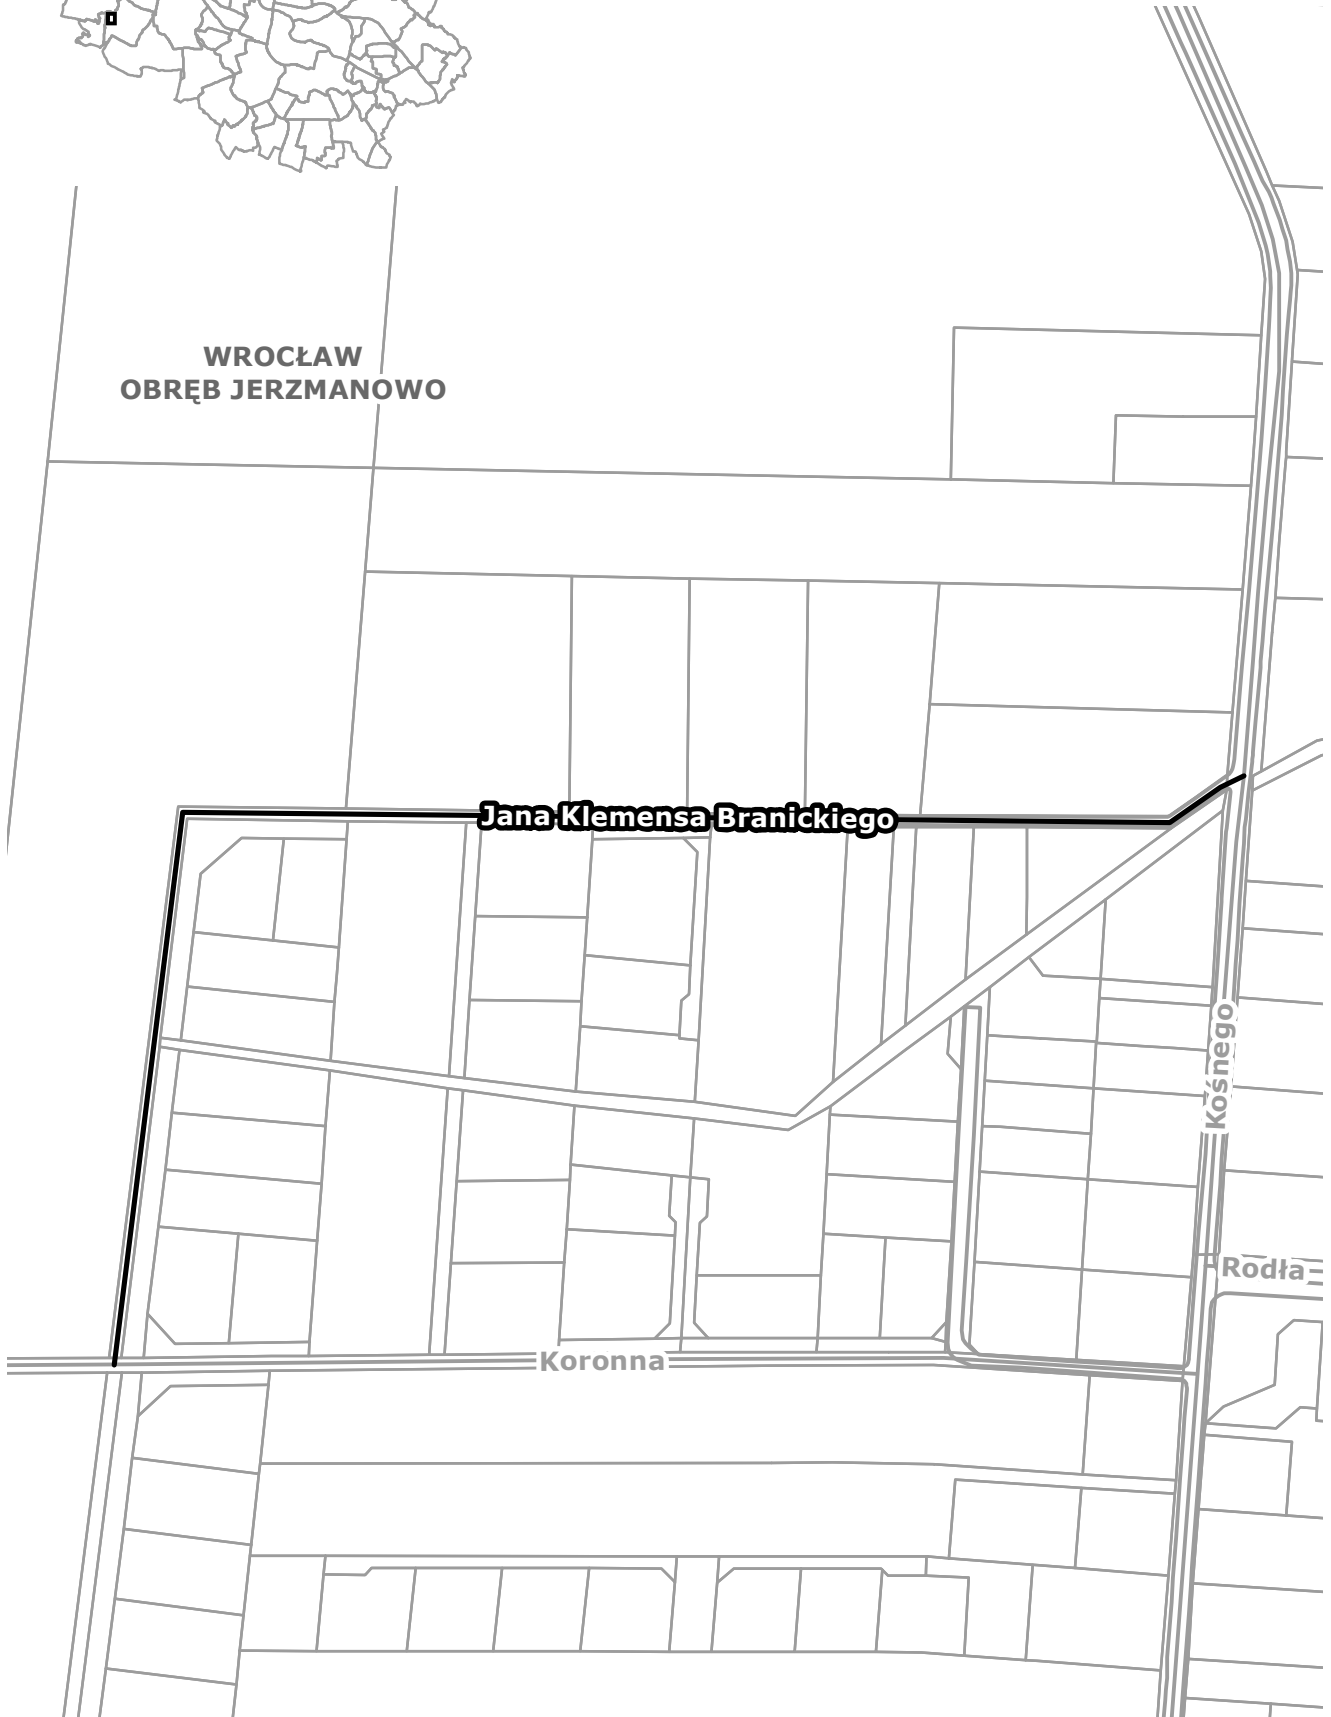 WROCŁAW
OBRĘB JERZMANOWO
Jana Klemensa Branickiego
Kośnego
Rodła
Koronna